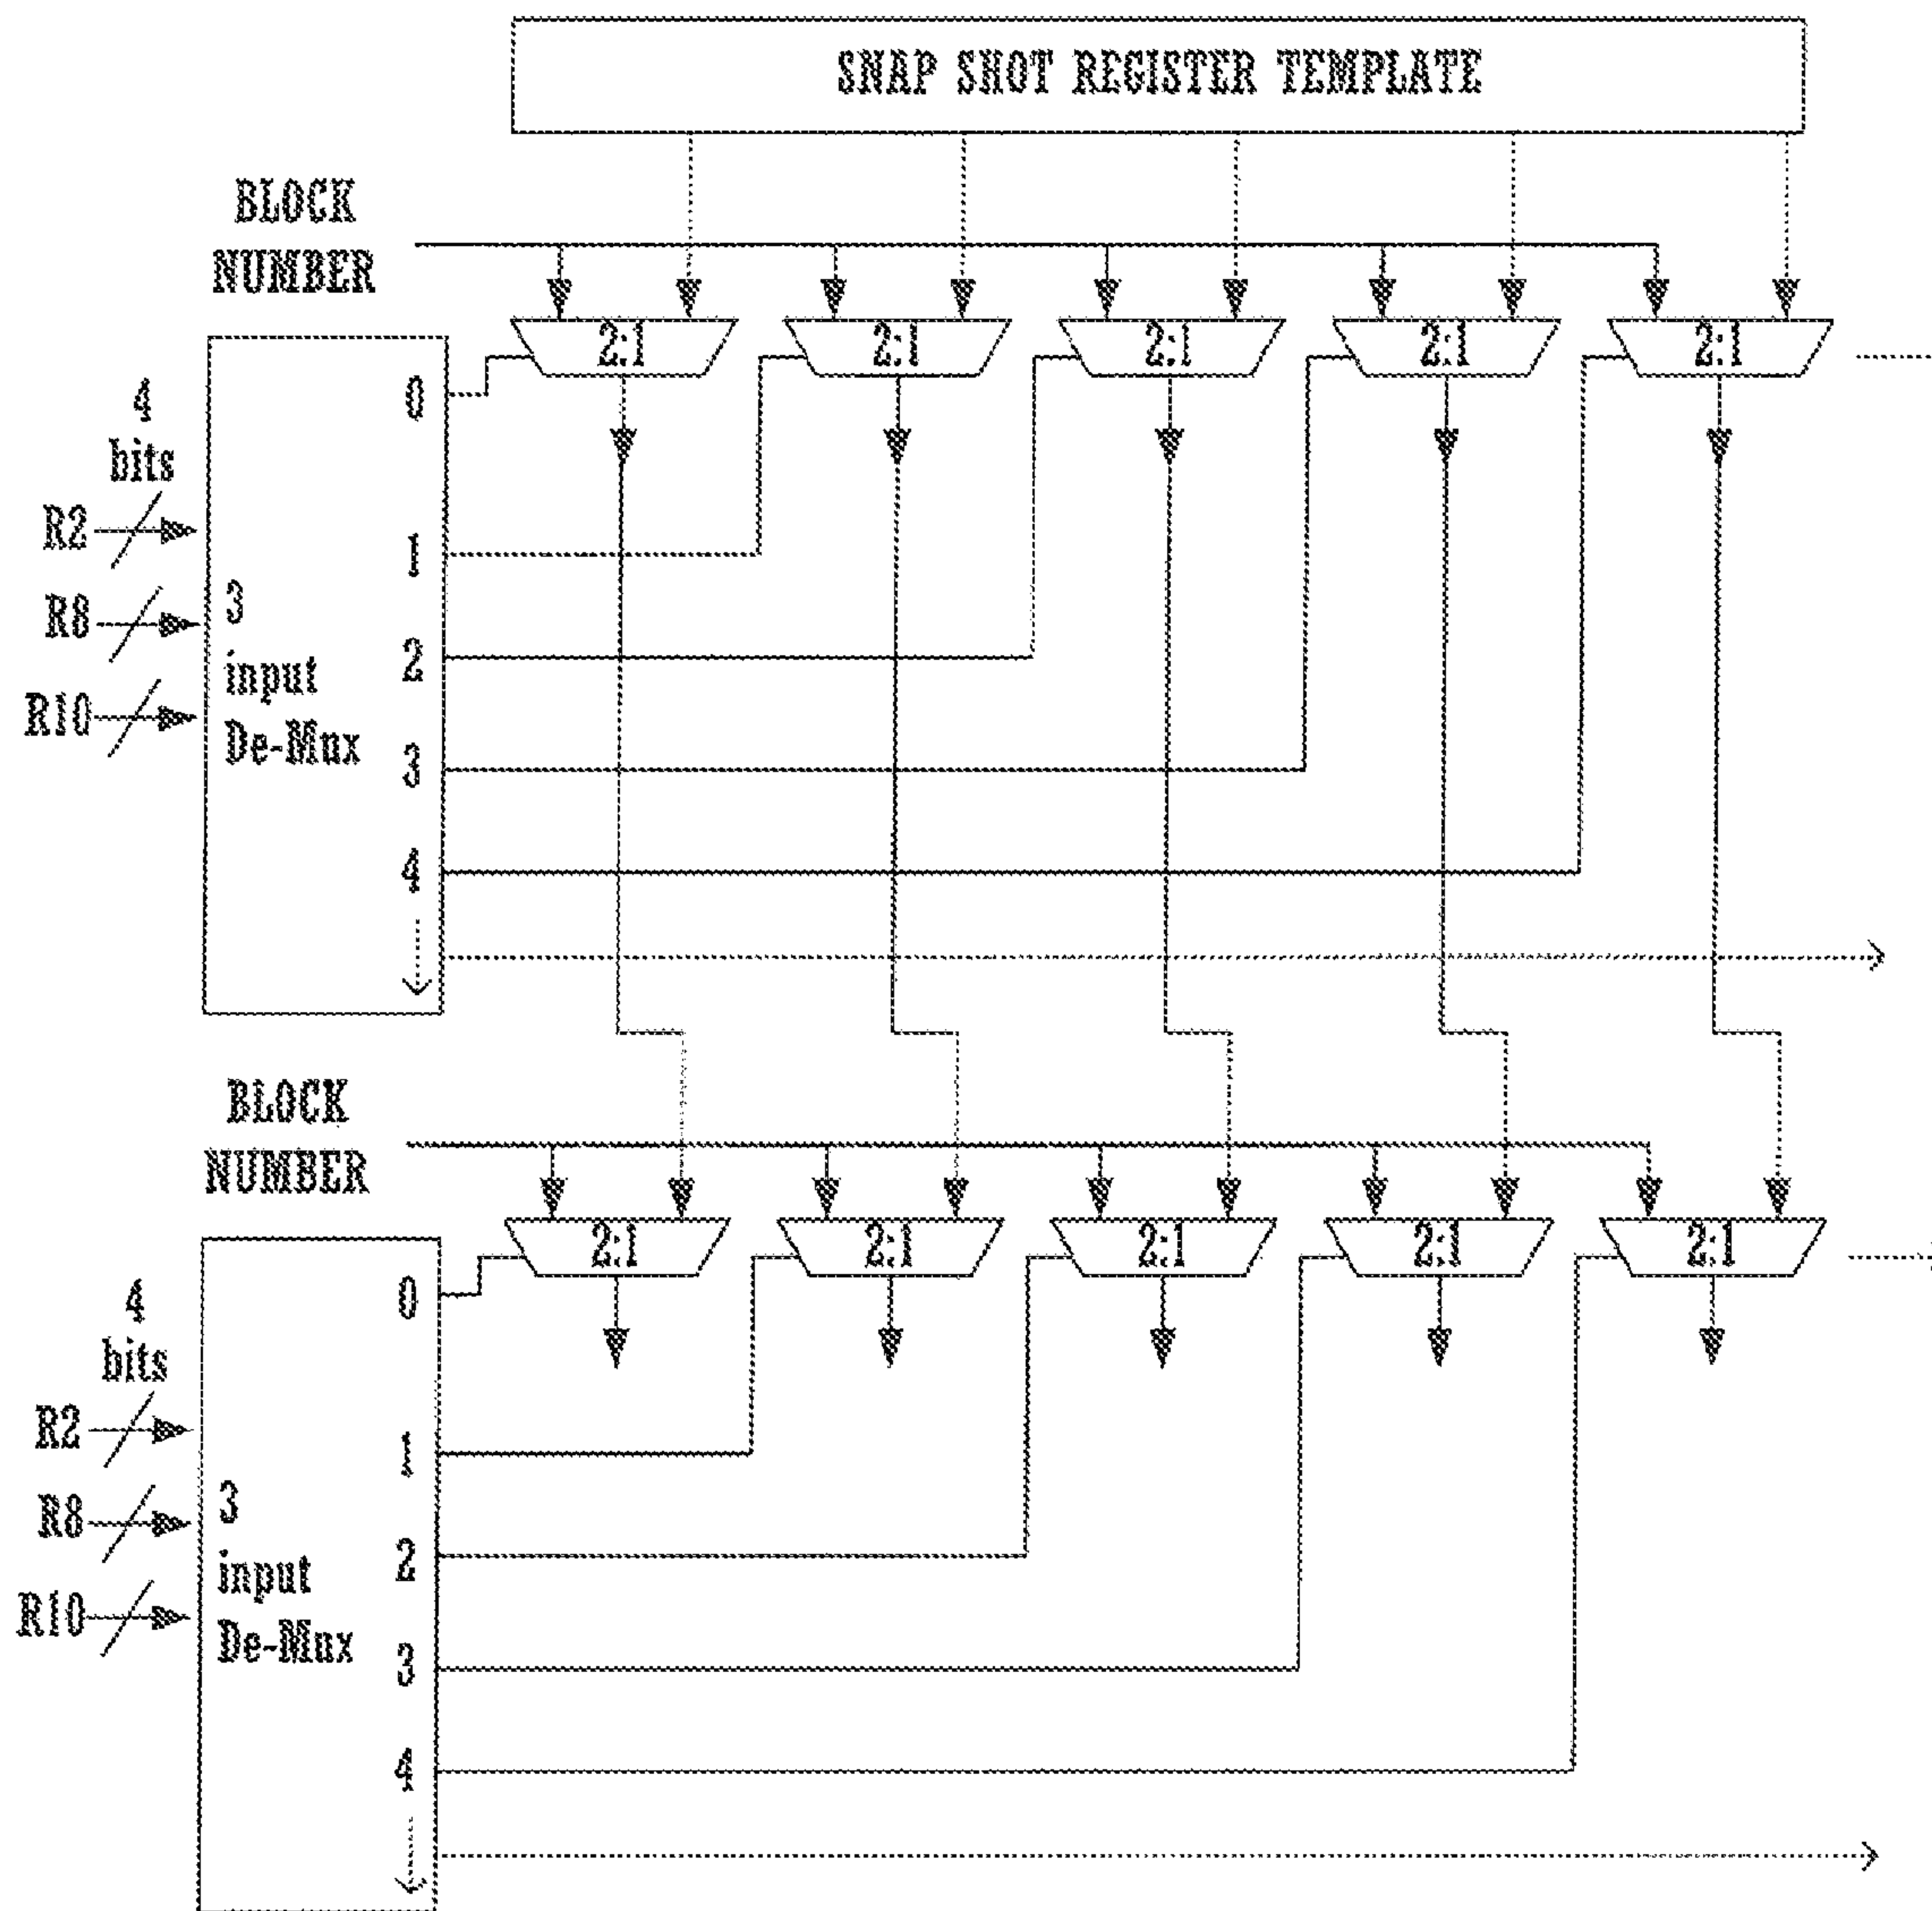 SNAP SHOT REGISTER TEMPLATE
BLOCK
NUMBER
2:1 2:1 2:1 2:1 2:1
0
4
bits
R2
1
R8
3
2
input
R10
De-Mux
3
4
BLOCK
NUMBER
2:1 2:1 2:1 2:1 2:1
0
4
bits
R2
1
R8
3
2
input
R10
De-Mux
3
4